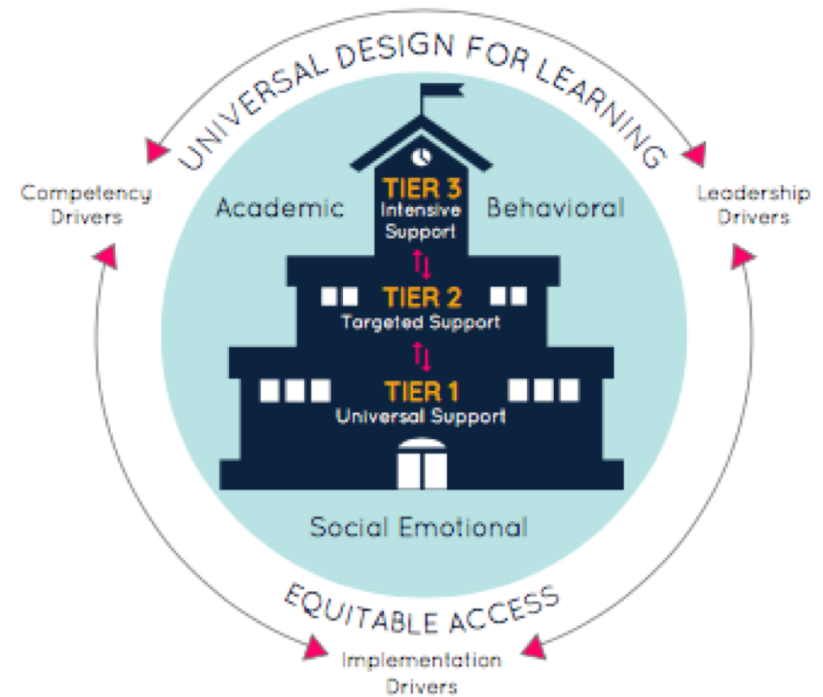 UNIVERSAL DESIGN FOR LEARNING
Competency
Drivers
Leadership
Drivers
Academic
Behavioral
TIER 3
Intensive
Support
TIER 2
Targeted Support
TIER 1
Universal Support
Social Emotional
EQUITABLE ACCESS
Implementation
Drivers